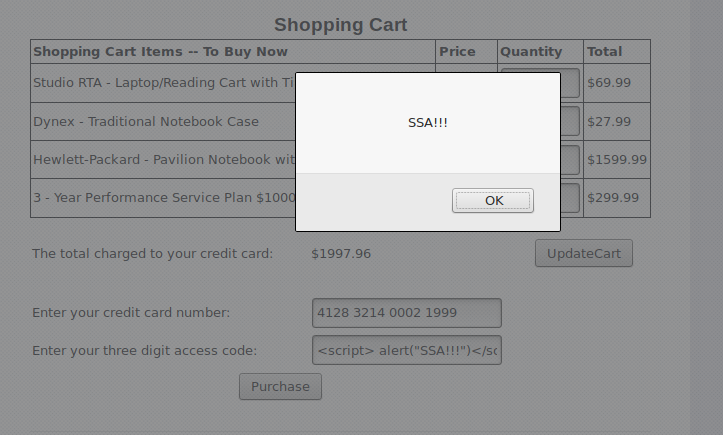 Shopping Cart
Shopping Cart Items -- To Buy Now Price Quantity Total
Studio RTA - Laptop/Reading Cart with Ti $69.99
Dynex - Traditional Notebook Case $27.99
Hewlett-Packard - Pavilion Notebook wit $1599.99
3 - Year Performance Service Plan $1000 $299.99
SSA!!!
OK
The total charged to your credit card: $1997.96 UpdateCart
Enter your credit card number: 4128 3214 0002 1999
Enter your three digit access code: <script> alert("SSA!!!")</sc
Purchase